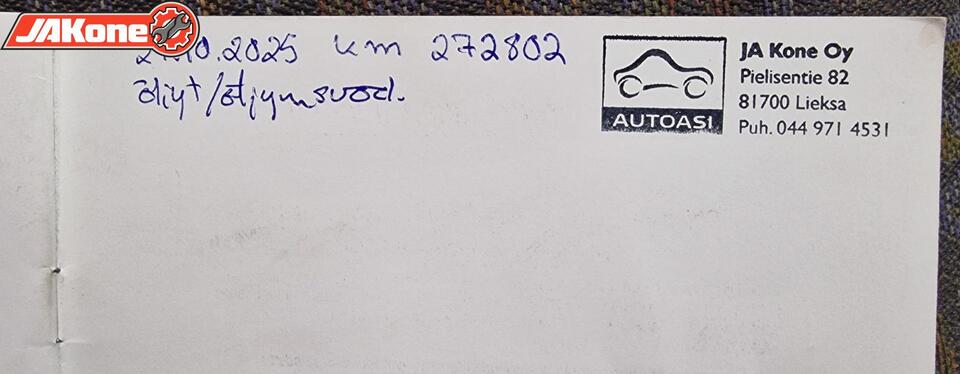 JAKone
.10.2025 km 272802
öljyt/öljynsuod.
AUTOASI
JA Kone Oy
Pielisentie 82
81700 Lieksa
Puh. 044 971 4531